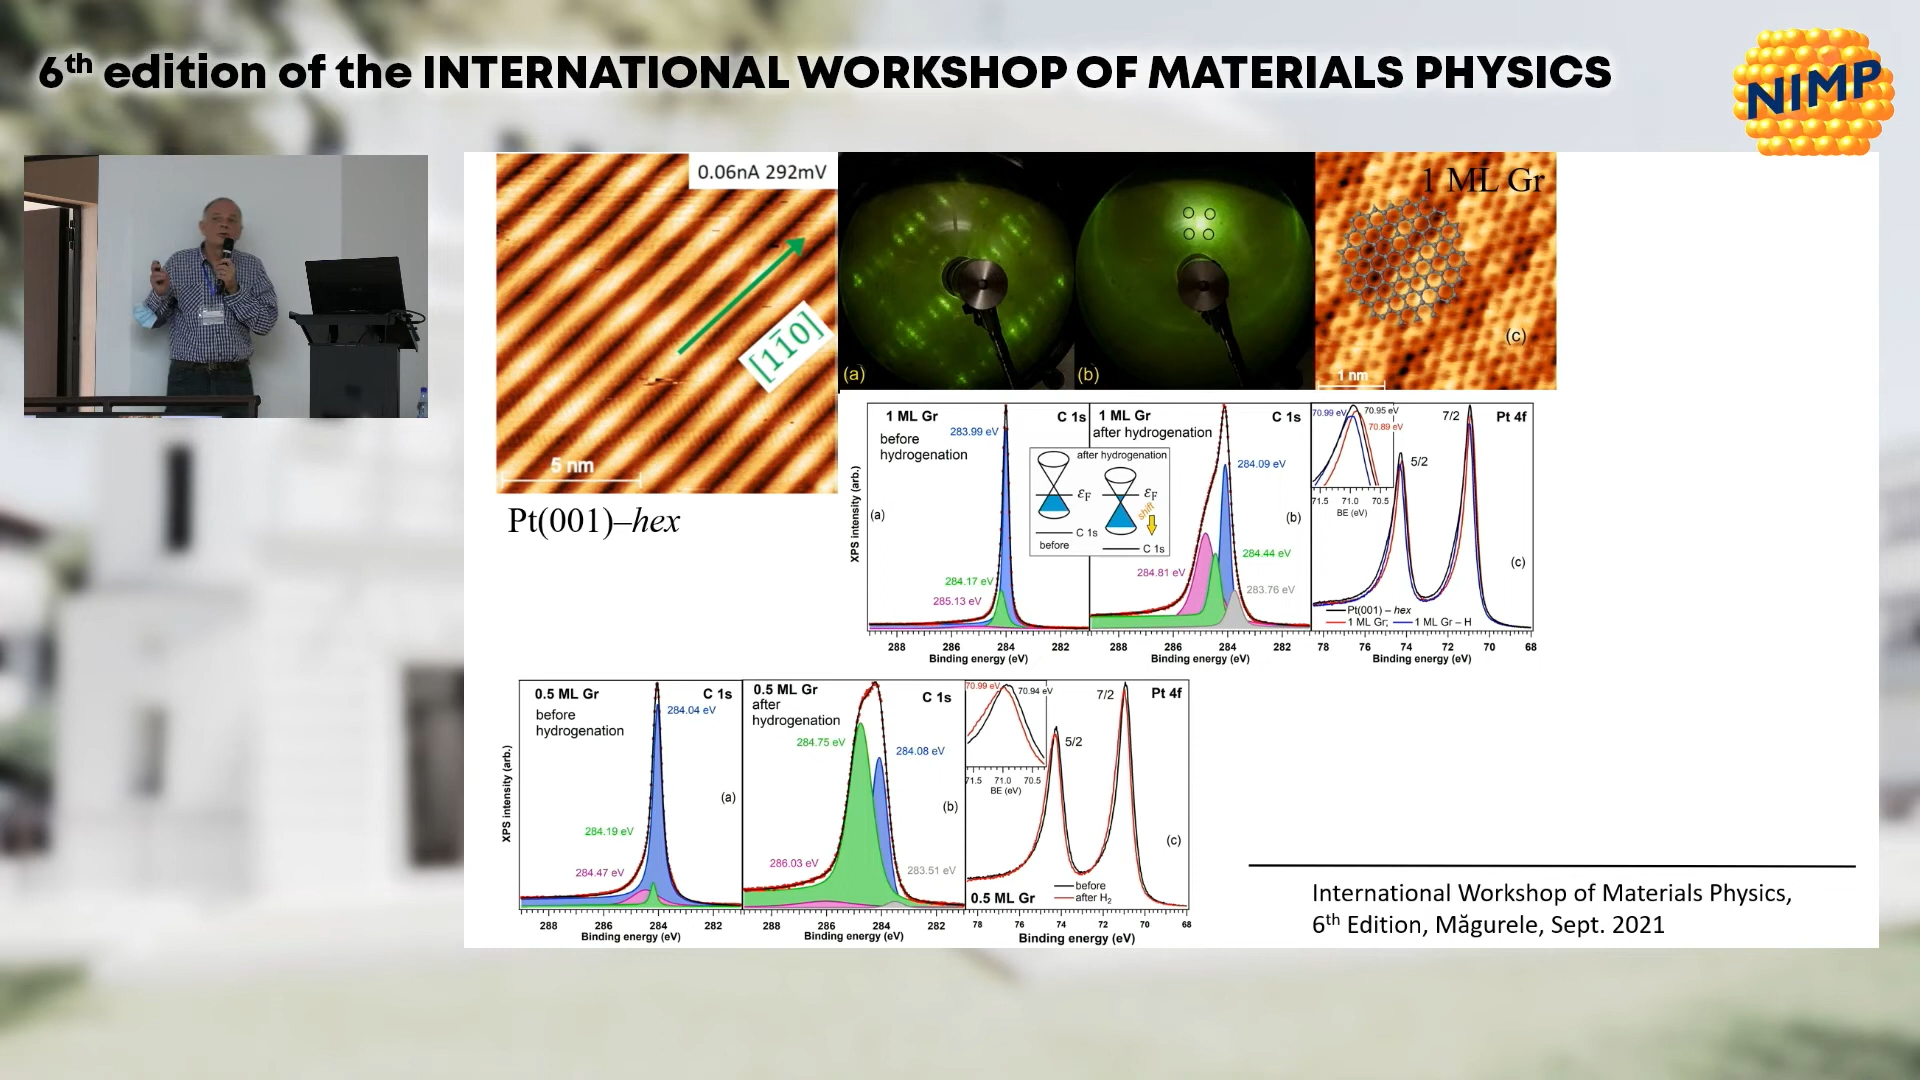 6th edition of the INTERNATIONAL WORKSHOP OF MATERIALS PHYSICS
NIMP
0.06nA 292mV
[11̄0]
5 nm
Pt(001)–hex
(a)
(b)
1 ML Gr
(c)
1 nm
1 ML Gr
C 1s
before
hydrogenation
283.99 eV
(a)
284.17 eV
285.13 eV
XPS intensity (arb.)
288 286 284 282
Binding energy (eV)
after hydrogenation
εF
εF
shift
C 1s
before
C 1s
1 ML Gr
C 1s
after hydrogenation
284.09 eV
(b)
284.44 eV
284.81 eV
283.76 eV
288 286 284 282
Binding energy (eV)
70.99 eV
70.95 eV
70.89 eV
71.5 71.0 70.5
BE (eV)
7/2
Pt 4f
5/2
(c)
Pt(001) – hex
1 ML Gr; 1 ML Gr – H
78 76 74 72 70 68
Binding energy (eV)
0.5 ML Gr
C 1s
before
hydrogenation
284.04 eV
(a)
284.19 eV
284.47 eV
XPS intensity (arb.)
288 286 284 282
Binding energy (eV)
0.5 ML Gr
C 1s
after
hydrogenation
284.75 eV
284.08 eV
(b)
286.03 eV
283.51 eV
288 286 284 282
Binding energy (eV)
70.99 eV
70.94 eV
71.5 71.0 70.5
BE (eV)
7/2
Pt 4f
5/2
(c)
before
after H2
0.5 ML Gr
78 76 74 72 70 68
Binding energy (eV)
International Workshop of Materials Physics,
6th Edition, Măgurele, Sept. 2021